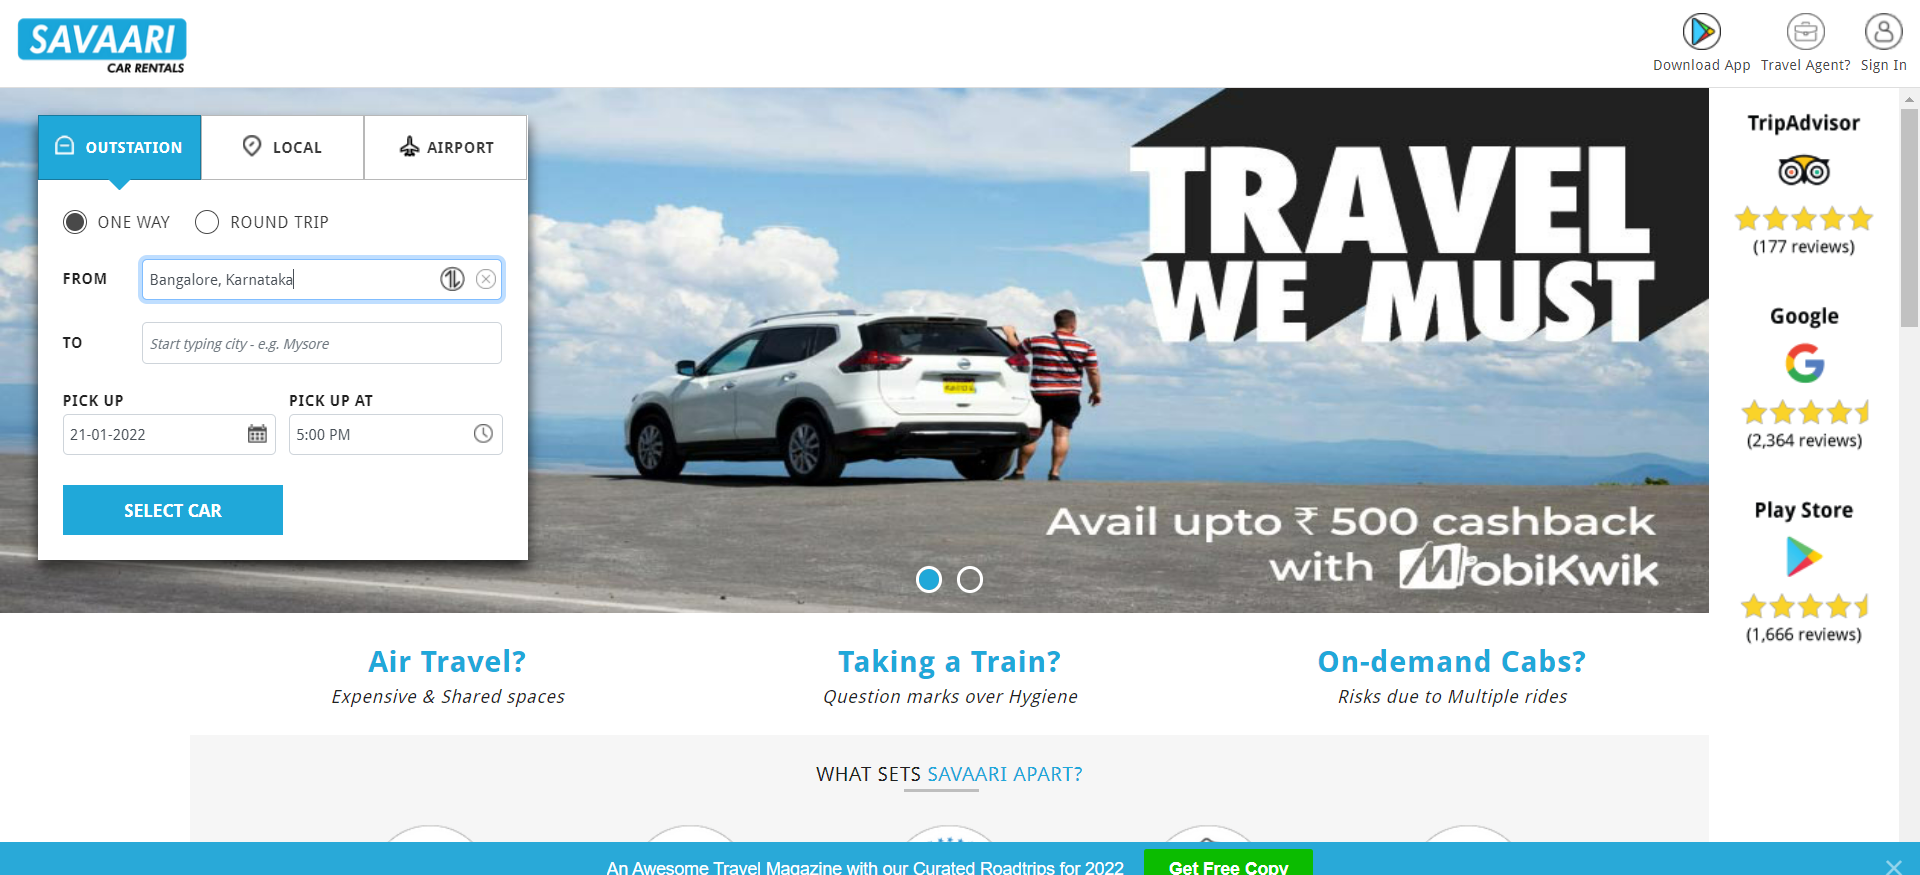 SAVAARI
CAR RENTALS
Download App
Travel Agent?
Sign In
OUTSTATION
LOCAL
AIRPORT
ONE WAY
ROUND TRIP
FROM
Bangalore, Karnataka
TO
Start typing city - e.g. Mysore
PICK UP
PICK UP AT
21-01-2022
5:00 PM
SELECT CAR
TRAVEL
WE MUST
Avail upto ₹ 500 cashback
with MobiKwik
TripAdvisor
(177 reviews)
Google
(2,364 reviews)
Play Store
(1,666 reviews)
Air Travel?
Expensive & Shared spaces
Taking a Train?
Question marks over Hygiene
On-demand Cabs?
Risks due to Multiple rides
WHAT SETS SAVAARI APART?
An Awesome Travel Magazine with our Curated Roadtrips for 2022
Get Free Copy